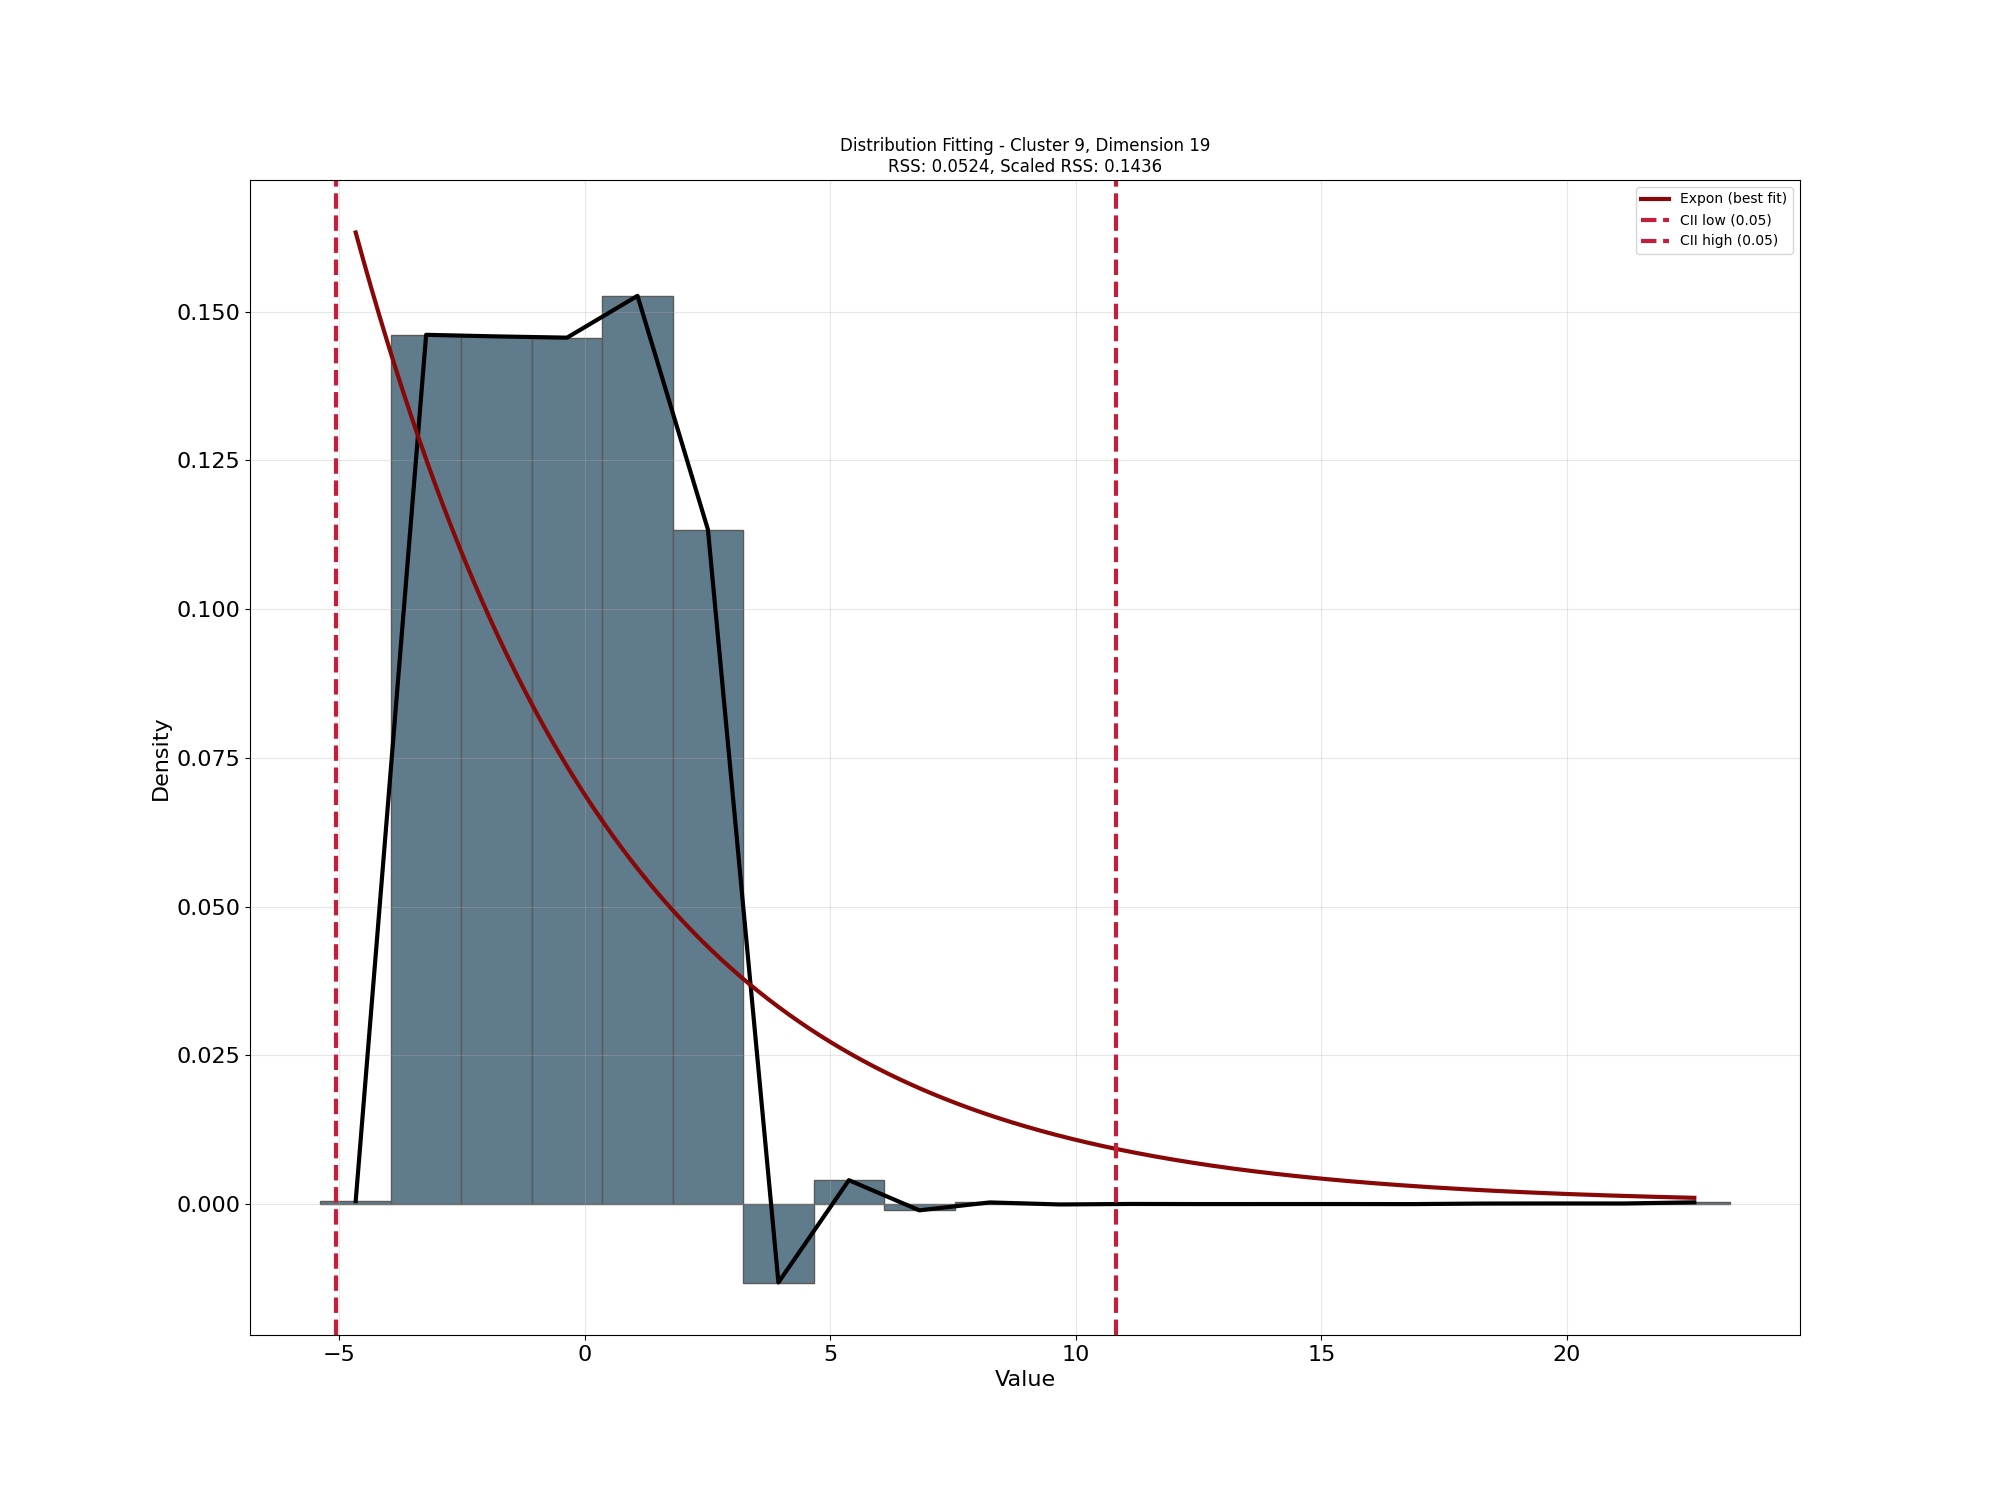 Distribution Fitting - Cluster 9, Dimension 19
RSS: 0.0524, Scaled RSS: 0.1436
Expon (best fit)
CII low (0.05)
CII high (0.05)
0.150
0.125
0.100
0.075
0.050
0.025
0.000
Density
−5
0
5
10
15
20
Value